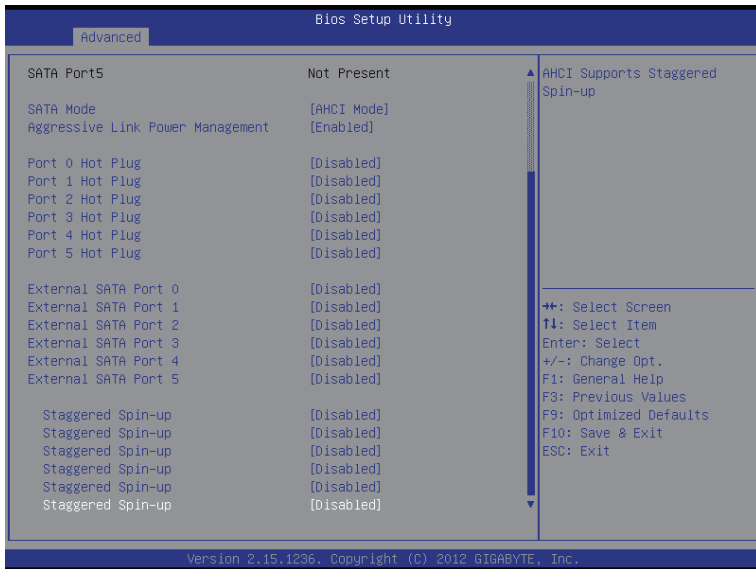 Bios Setup Utility
Advanced
SATA Port5 Not Present
SATA Mode [AHCI Mode]
Aggressive Link Power Management [Enabled]
Port 0 Hot Plug [Disabled]
Port 1 Hot Plug [Disabled]
Port 2 Hot Plug [Disabled]
Port 3 Hot Plug [Disabled]
Port 4 Hot Plug [Disabled]
Port 5 Hot Plug [Disabled]
External SATA Port 0 [Disabled]
External SATA Port 1 [Disabled]
External SATA Port 2 [Disabled]
External SATA Port 3 [Disabled]
External SATA Port 4 [Disabled]
External SATA Port 5 [Disabled]
Staggered Spin-up [Disabled]
Staggered Spin-up [Disabled]
Staggered Spin-up [Disabled]
Staggered Spin-up [Disabled]
Staggered Spin-up [Disabled]
Staggered Spin-up [Disabled]
AHCI Supports Staggered
Spin-up
→←: Select Screen
↑↓: Select Item
Enter: Select
+/-: Change Opt.
F1: General Help
F3: Previous Values
F9: Optimized Defaults
F10: Save & Exit
ESC: Exit
Version 2.15.1236. Copyright (C) 2012 GIGABYTE, Inc.